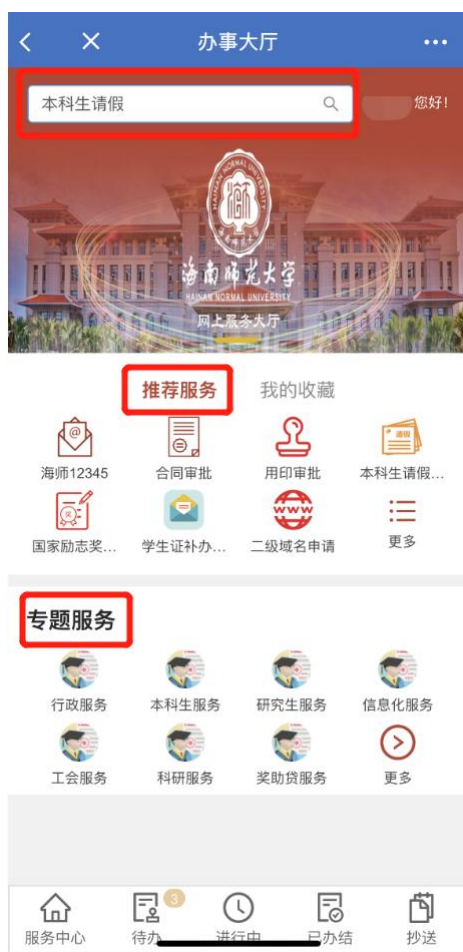 办事大厅
本科生请假
您好!
HAINAN NORMAL UNIVERSITY
海南师范大学
HAINAN NORMAL UNIVERSITY
网上服务大厅
推荐服务 我的收藏
海师12345 合同审批 用印审批 本科生请假...
国家励志奖... 学生证补办... 二级域名申请 更多
专题服务
行政服务 本科生服务 研究生服务 信息化服务
工会服务 科研服务 奖助贷服务 更多
3
服务中心 待办 进行中 已办结 抄送